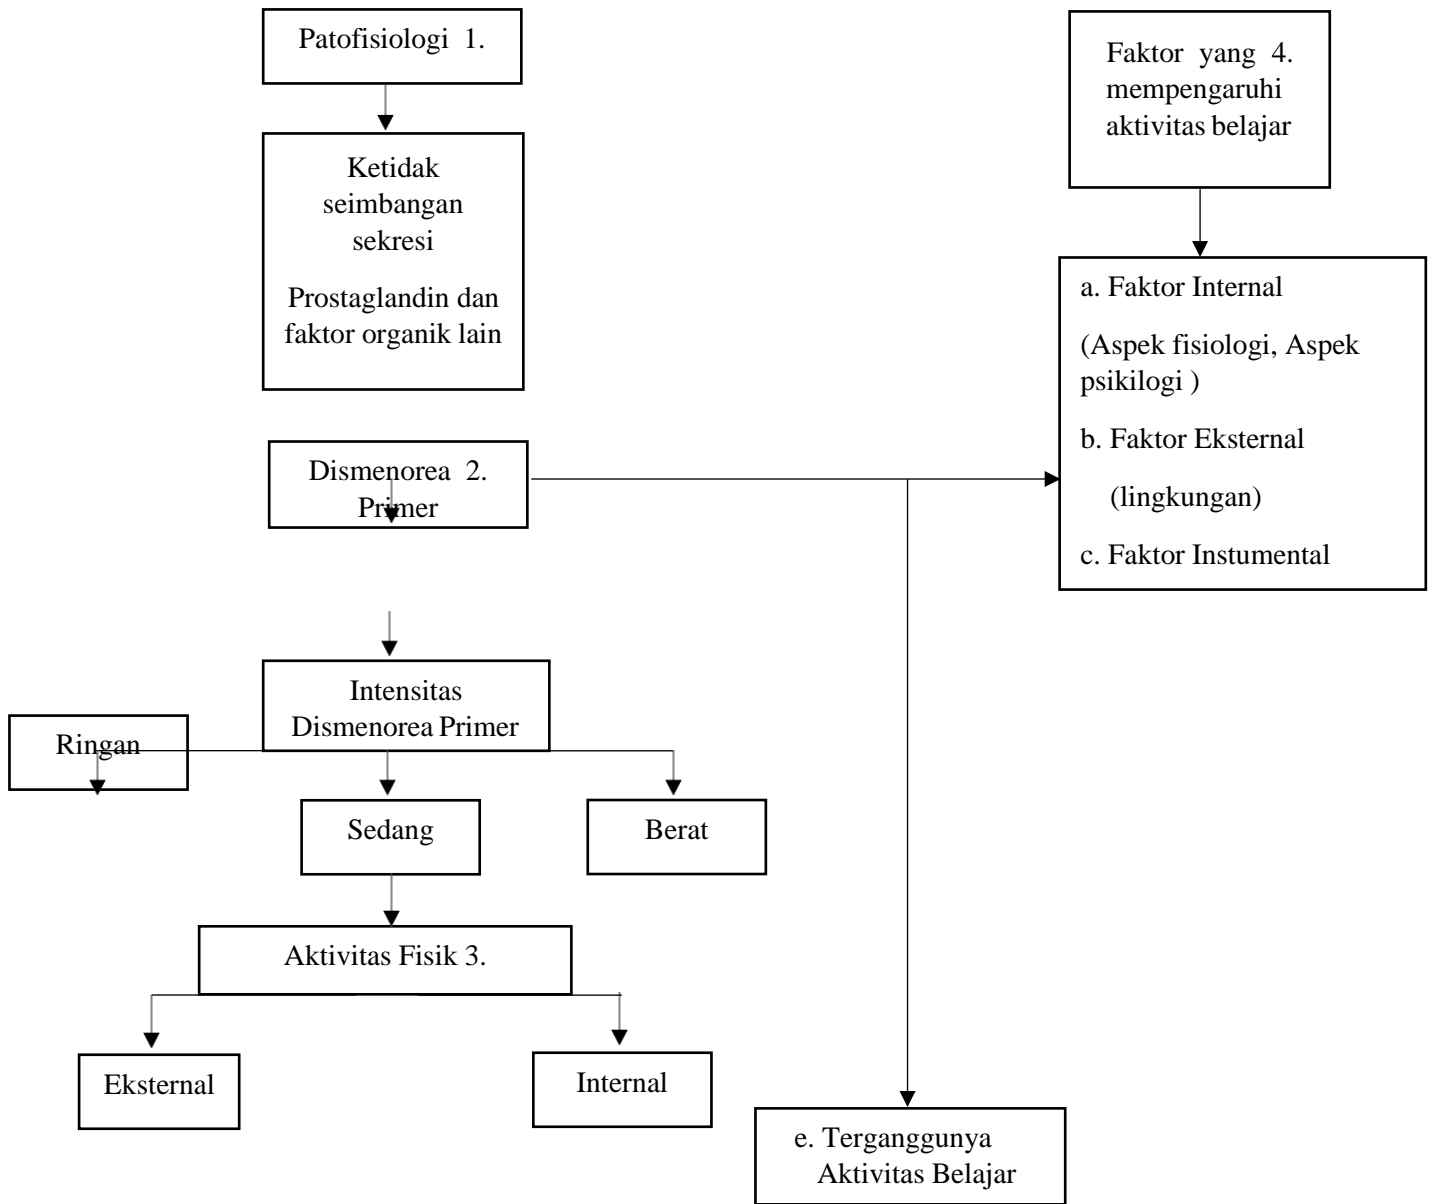 Patofisiologi 1.
Ketidak
seimbangan
sekresi
Prostaglandin dan
faktor organik lain
Dismenorea 2.
Primer
Intensitas
Dismenorea Primer
Ringan
Sedang
Berat
Aktivitas Fisik 3.
Eksternal
Internal
Faktor yang 4.
mempengaruhi
aktivitas belajar
a. Faktor Internal
(Aspek fisiologi, Aspek
psikilogi )
b. Faktor Eksternal
(lingkungan)
c. Faktor Instumental
e. Terganggunya
Aktivitas Belajar